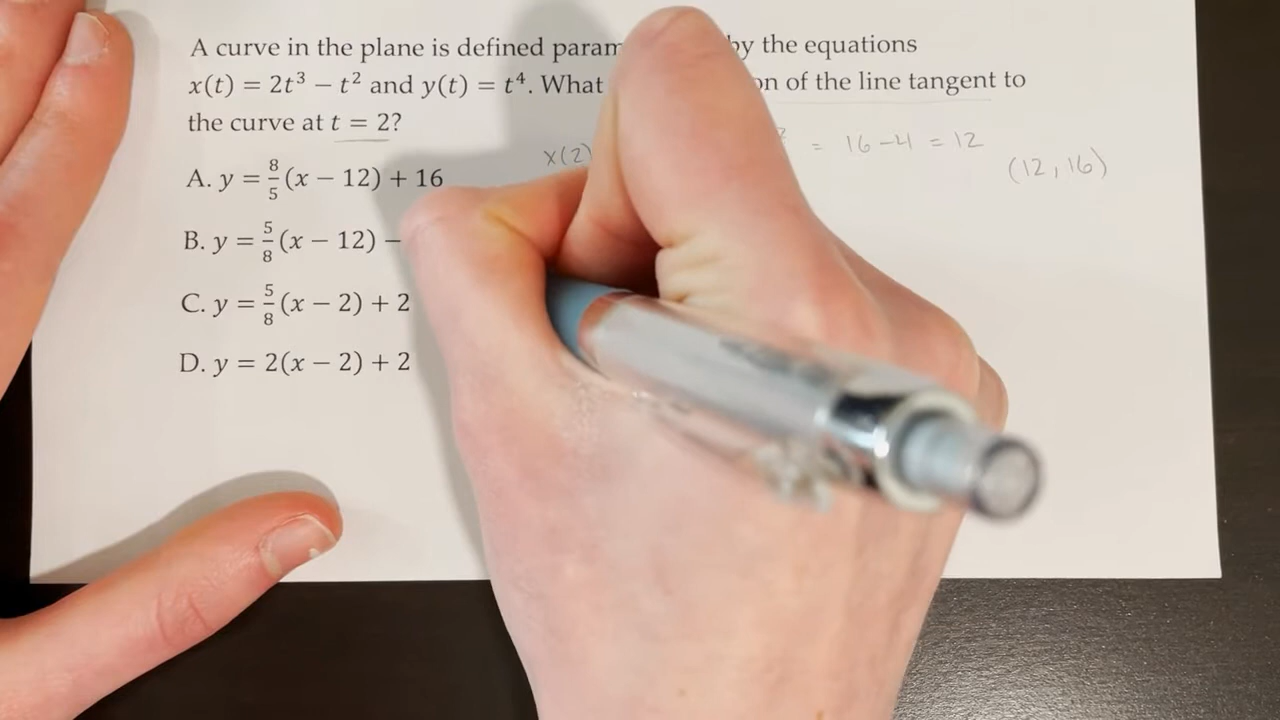 A curve in the plane is defined param by the equations
x(t) = 2t³ − t² and y(t) = t⁴. What on of the line tangent to
the curve at t = 2?
x(2) = 16 − 4 = 12
(12, 16)
A. y = 8/5 (x − 12) + 16
B. y = 5/8 (x − 12) −
C. y = 5/8 (x − 2) + 2
D. y = 2(x − 2) + 2